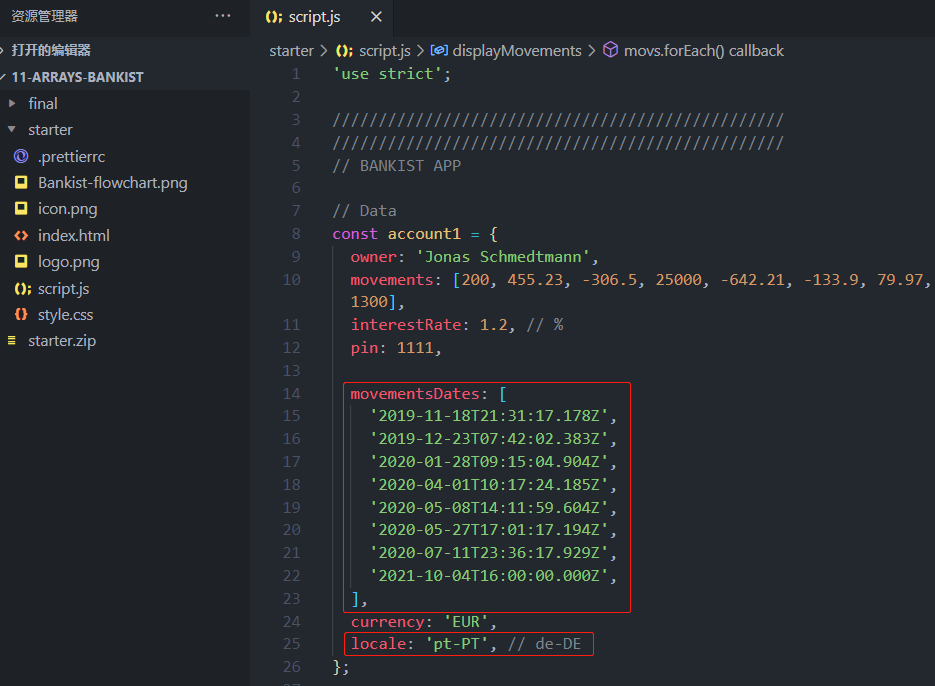 资源管理器
···
打开的编辑器
11-ARRAYS-BANKIST
final
starter
.prettierrc
Bankist-flowchart.png
icon.png
index.html
logo.png
script.js
style.css
starter.zip
script.js
starter > script.js > displayMovements > movs.forEach() callback
1 'use strict';
2
3 //////////////////////////////////////////////////
4 //////////////////////////////////////////////////
5 // BANKIST APP
6
7 // Data
8 const account1 = {
9 owner: 'Jonas Schmedtmann',
10 movements: [200, 455.23, -306.5, 25000, -642.21, -133.9, 79.97,
1300],
11 interestRate: 1.2, // %
12 pin: 1111,
13
14 movementsDates: [
15 '2019-11-18T21:31:17.178Z',
16 '2019-12-23T07:42:02.383Z',
17 '2020-01-28T09:15:04.904Z',
18 '2020-04-01T10:17:24.185Z',
19 '2020-05-08T14:11:59.604Z',
20 '2020-05-27T17:01:17.194Z',
21 '2020-07-11T23:36:17.929Z',
22 '2021-10-04T16:00:00.000Z',
23 ],
24 currency: 'EUR',
25 locale: 'pt-PT', // de-DE
26 };